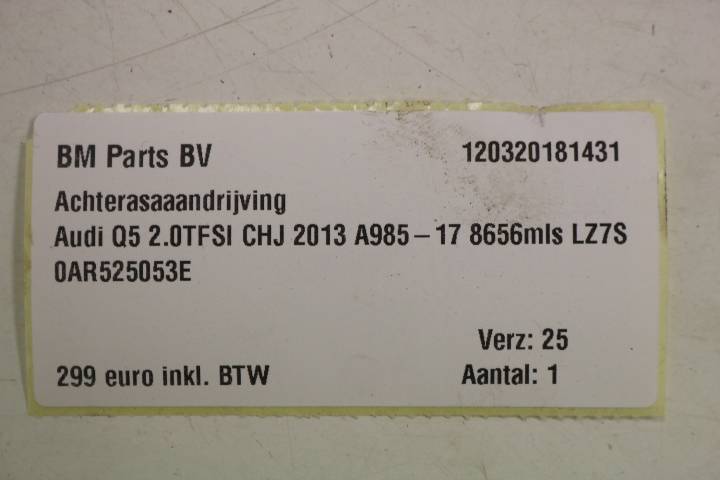 BM Parts BV 120320181431
Achterasaaandrijving
Audi Q5 2.0TFSI CHJ 2013 A985-17 8656mls LZ7S
0AR525053E
Verz: 25
299 euro inkl. BTW Aantal: 1